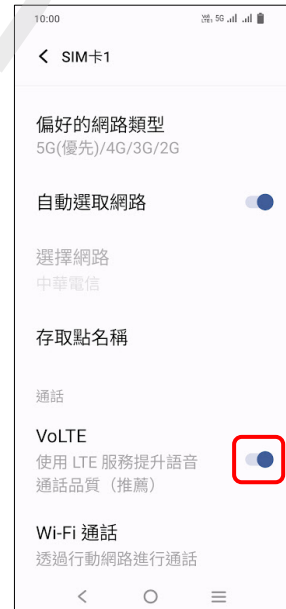 10:00 5G
SIM卡1
偏好的網路類型
5G(優先)/4G/3G/2G
自動選取網路
選擇網路
中華電信
存取點名稱
通話
VoLTE
使用 LTE 服務提升語音
通話品質（推薦）
Wi-Fi 通話
透過行動網路進行通話